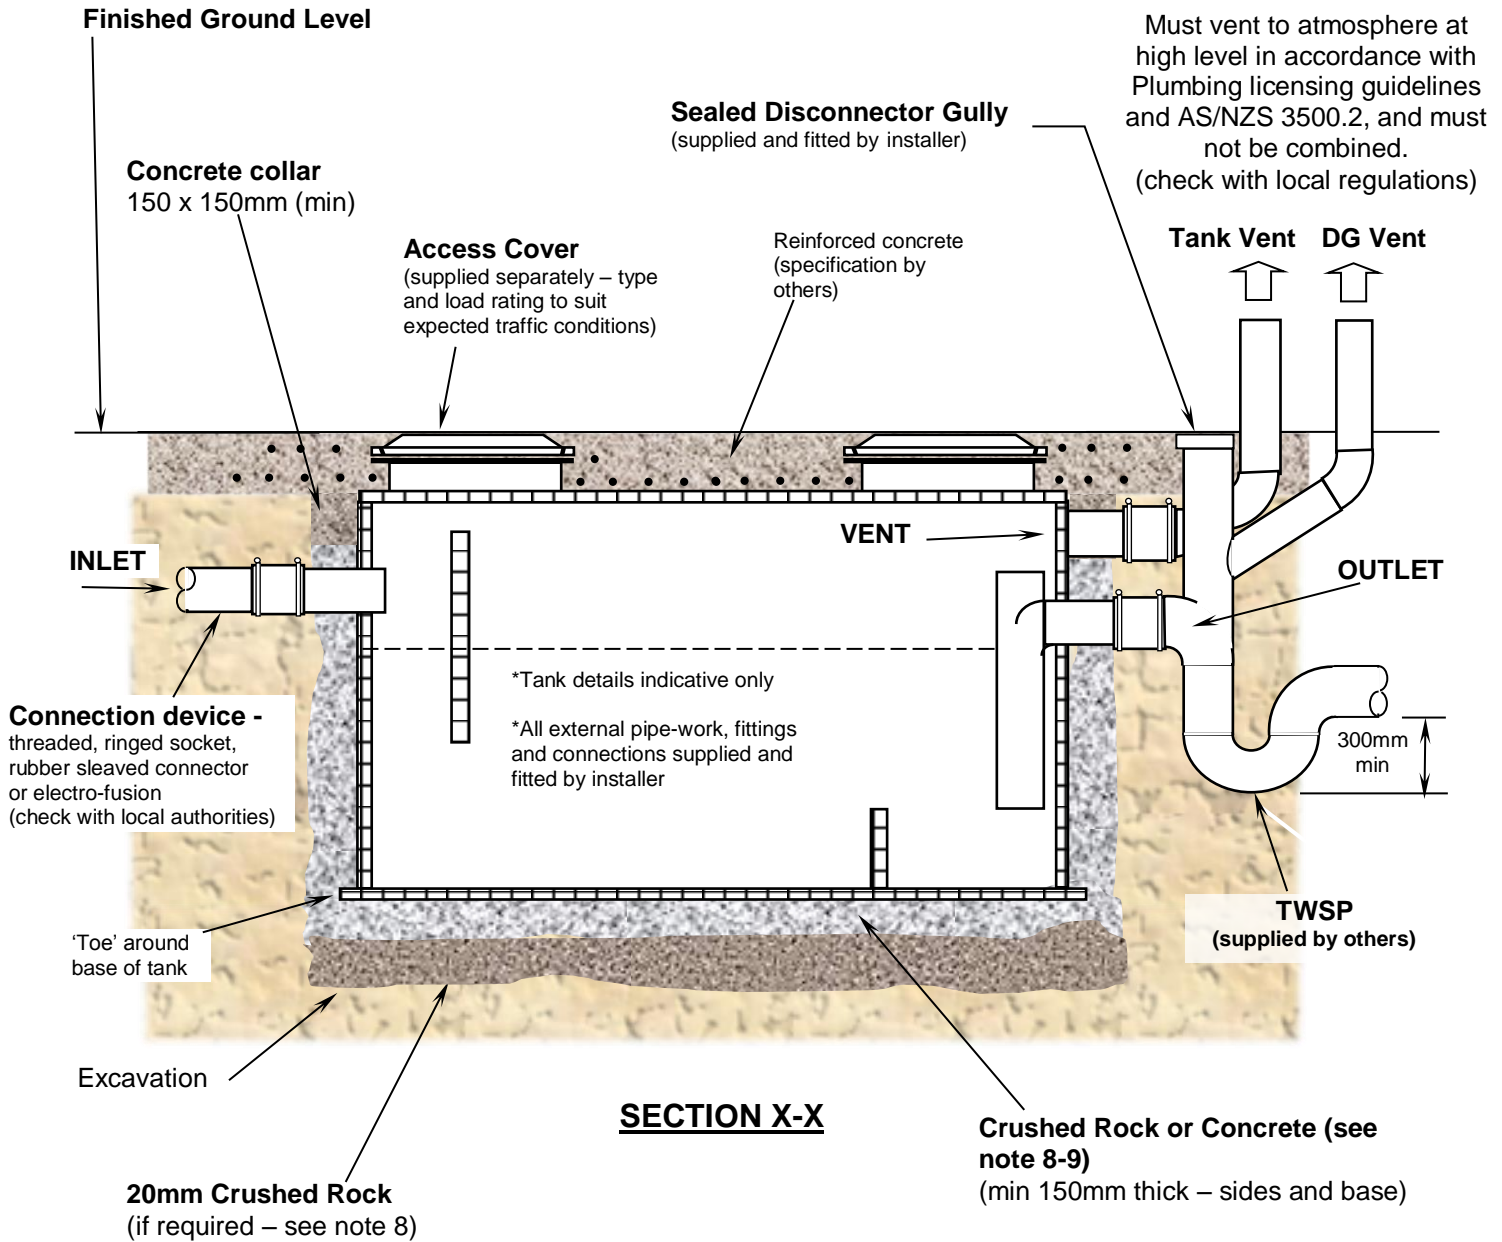 Finished Ground Level
Must vent to atmosphere at
high level in accordance with
Plumbing licensing guidelines
and AS/NZS 3500.2, and must
not be combined.
(check with local regulations)
Sealed Disconnector Gully
(supplied and fitted by installer)
Concrete collar
150 x 150mm (min)
Access Cover
(supplied separately – type
and load rating to suit
expected traffic conditions)
Reinforced concrete
(specification by
others)
Tank Vent
DG Vent
INLET
VENT
OUTLET
*Tank details indicative only
*All external pipe-work, fittings
and connections supplied and
fitted by installer
Connection device -
threaded, ringed socket,
rubber sleaved connector
or electro-fusion
(check with local authorities)
300mm
min
TWSP
(supplied by others)
'Toe' around
base of tank
Excavation
SECTION X-X
Crushed Rock or Concrete (see
note 8-9)
(min 150mm thick – sides and base)
20mm Crushed Rock
(if required – see note 8)